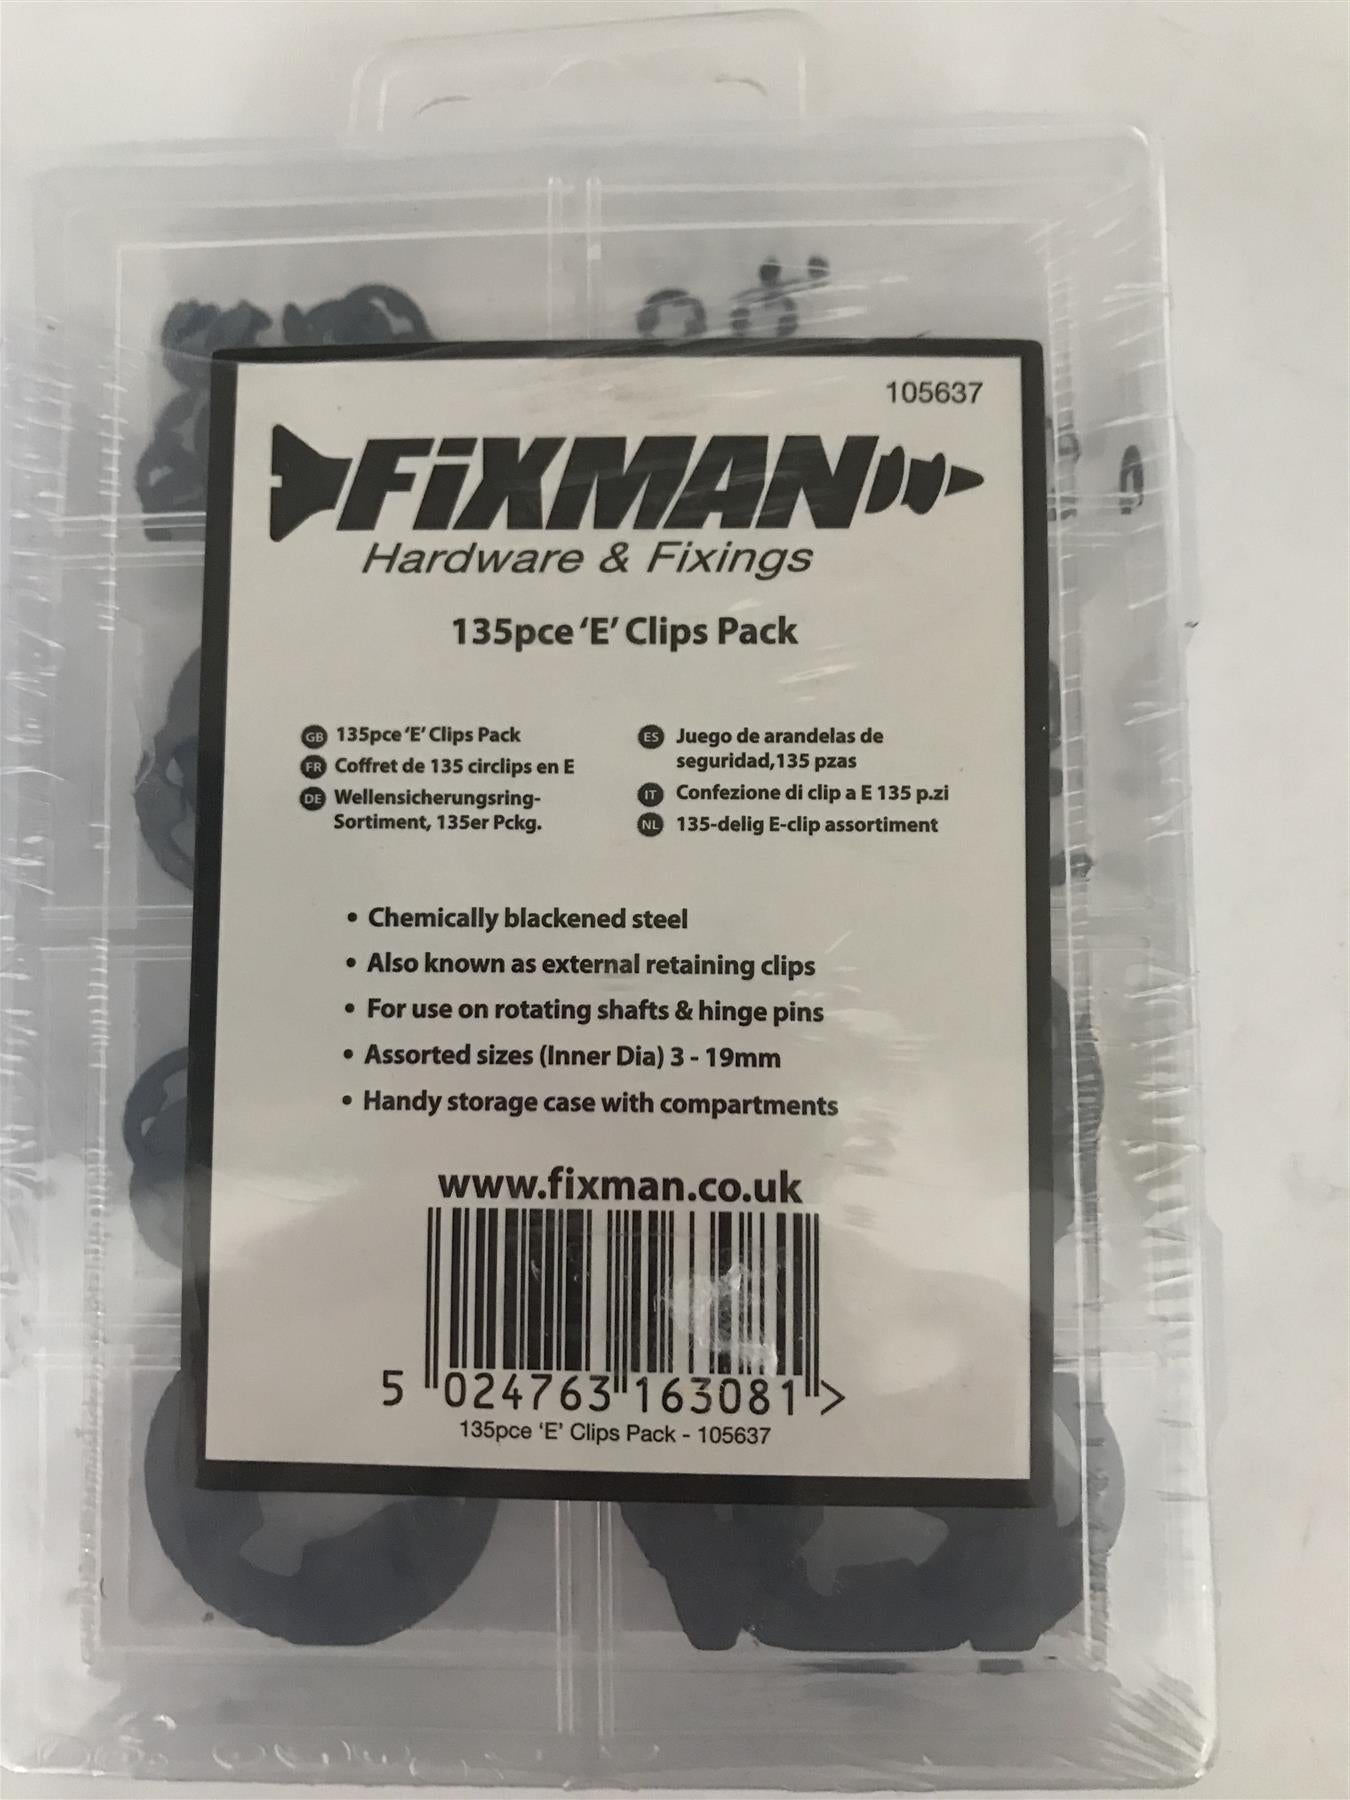 105637
FiXMAN
Hardware & Fixings
135pce ‘E’ Clips Pack
GB 135pce ‘E’ Clips Pack
FR Coffret de 135 circlips en E
DE Wellensicherungsring-
Sortiment, 135er Pckg.
ES Juego de arandelas de
seguridad,135 pzas
IT Confezione di clip a E 135 p.zi
NL 135-delig E-clip assortiment
• Chemically blackened steel
• Also known as external retaining clips
• For use on rotating shafts & hinge pins
• Assorted sizes (Inner Dia) 3 - 19mm
• Handy storage case with compartments
www.fixman.co.uk
5 024763 163081 >
135pce ‘E’ Clips Pack - 105637